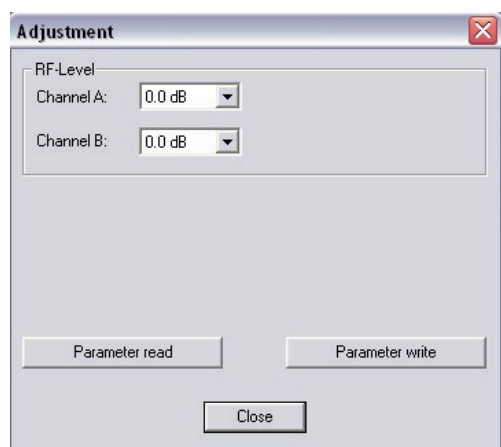 Adjustment
RF-Level
Channel A: 0.0 dB
Channel B: 0.0 dB
Parameter read Parameter write
Close